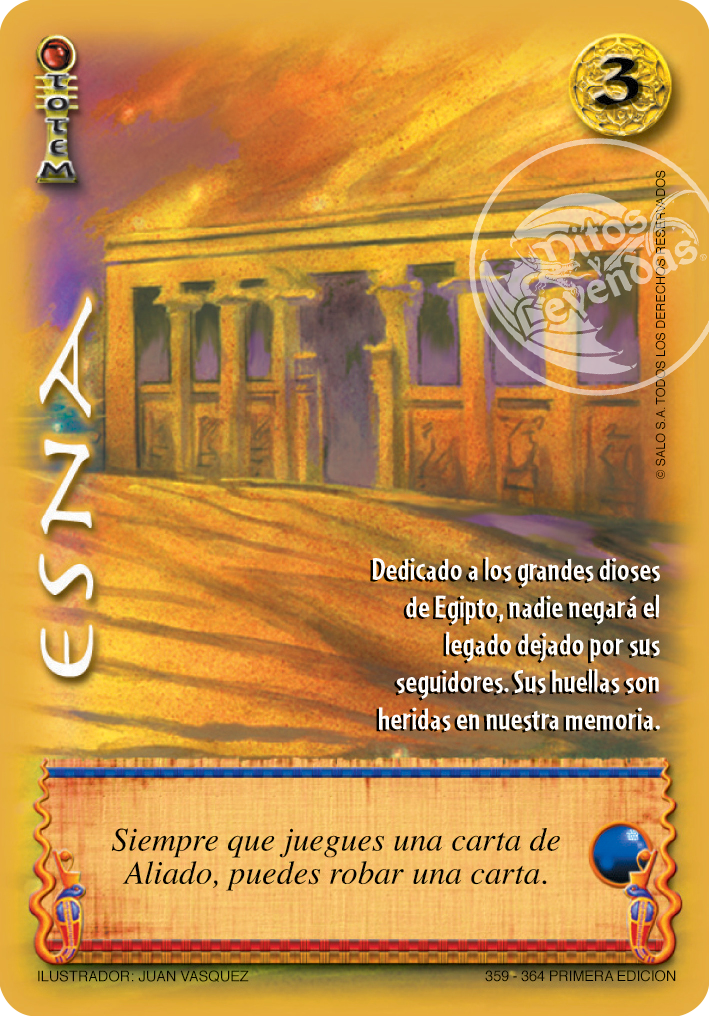 TOTEM
3
Mitos
y
Leyendas
© SALO S.A. TODOS LOS DERECHOS RESERVADOS
ESNA
Dedicado a los grandes dioses
de Egipto, nadie negará el
legado dejado por sus
seguidores. Sus huellas son
heridas en nuestra memoria.
Siempre que juegues una carta de
Aliado, puedes robar una carta.
ILUSTRADOR: JUAN VASQUEZ
359 - 364 PRIMERA EDICION